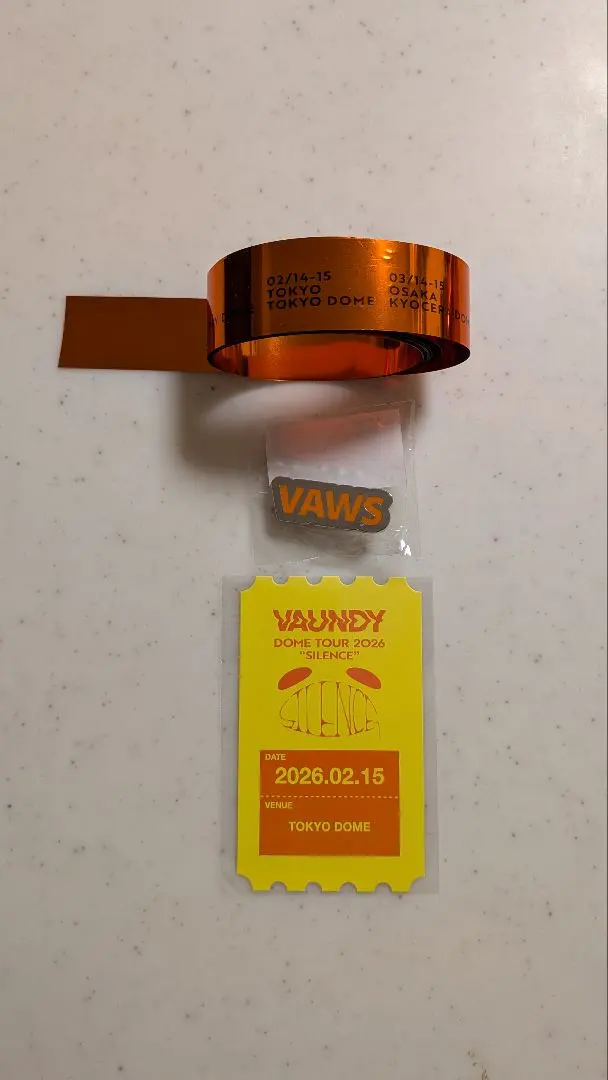 02/14-15
TOKYO
TOKYO DOME
03/14-15
OSAKA
VAWS
VAUNDY
DOME TOUR 2026
"SILENCE"
SILENCE
DATE
2026.02.15
VENUE
TOKYO DOME